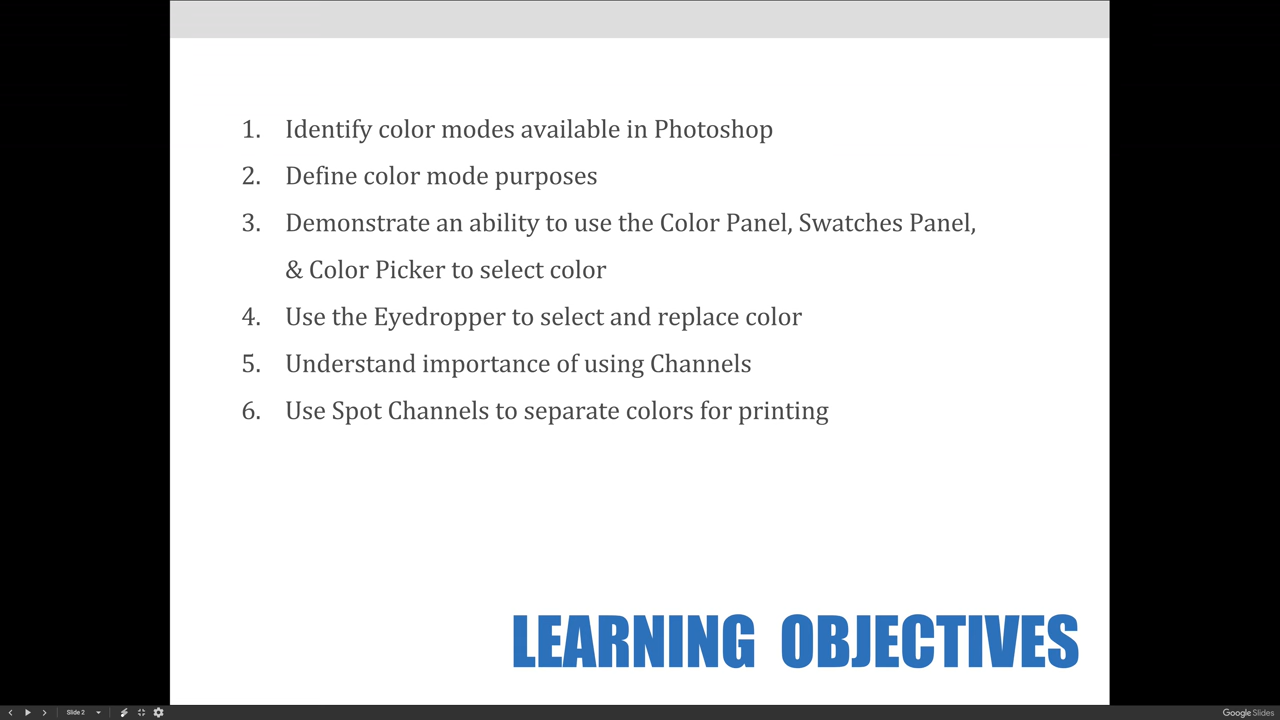 1. Identify color modes available in Photoshop
2. Define color mode purposes
3. Demonstrate an ability to use the Color Panel, Swatches Panel,
& Color Picker to select color
4. Use the Eyedropper to select and replace color
5. Understand importance of using Channels
6. Use Spot Channels to separate colors for printing
LEARNING OBJECTIVES
Slide 2
Google Slides